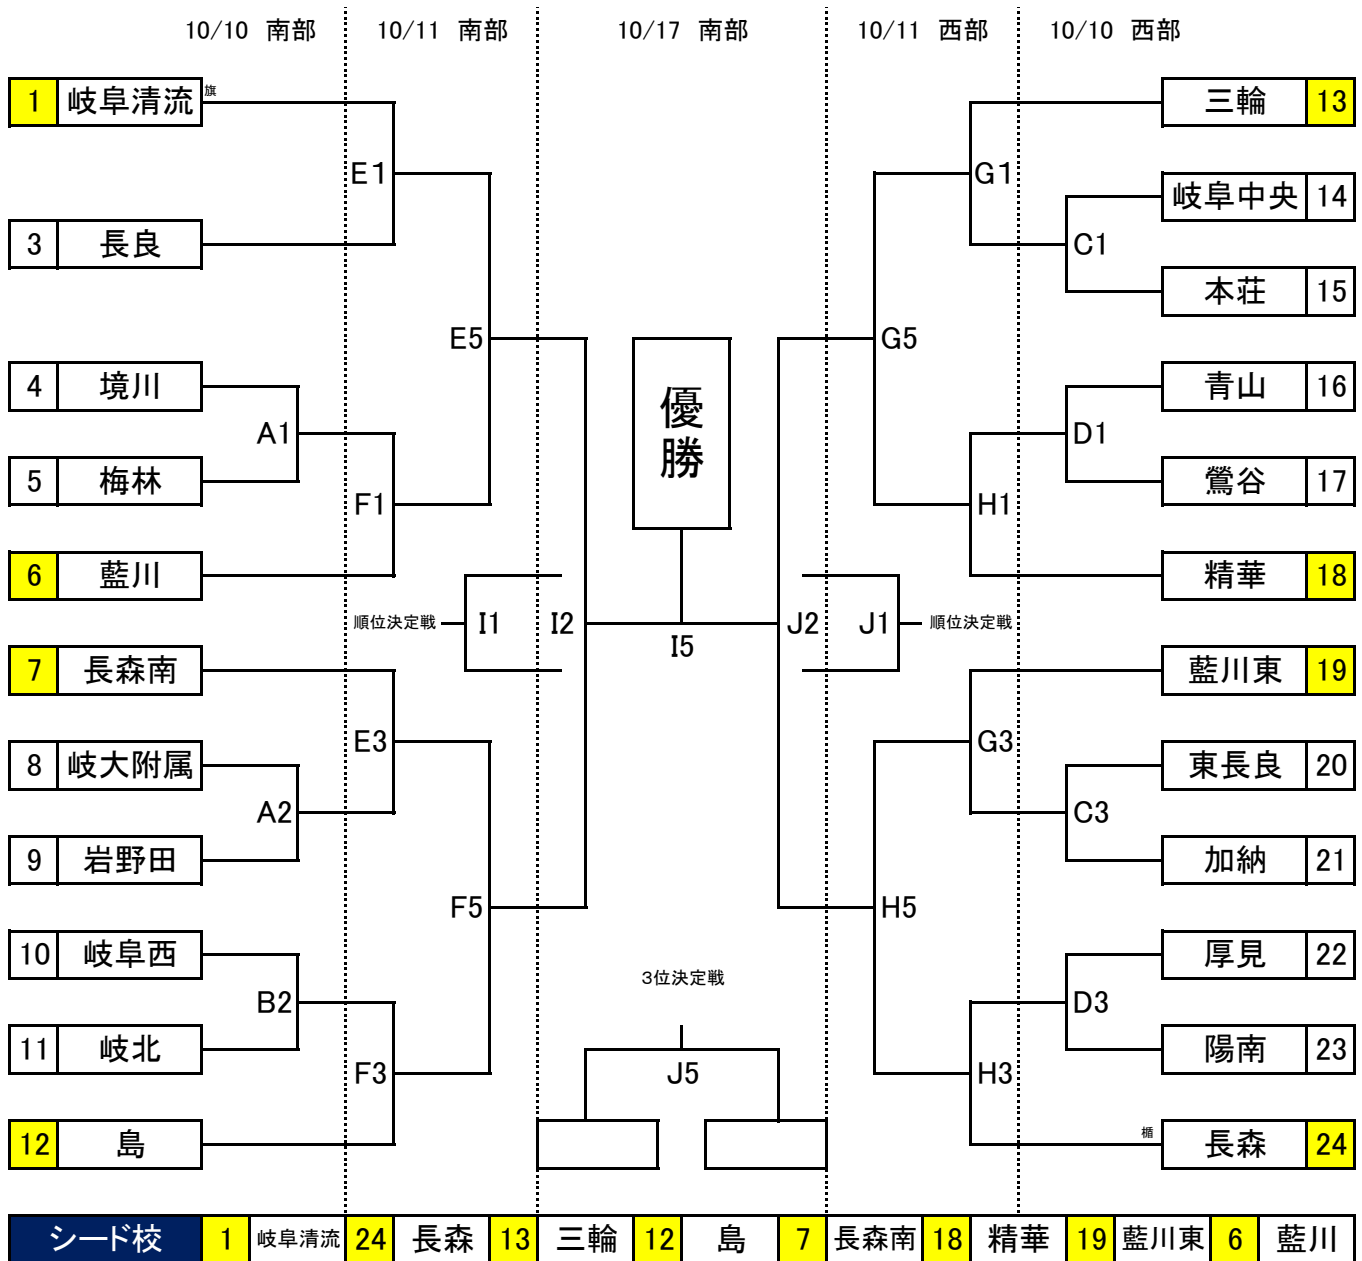 10/10 南部 10/11 南部 10/17 南部 10/11 西部 10/10 西部
1 岐阜清流 旗 三輪 13
E1 G1
岐阜中央 14
3 長良 C1
本荘 15
E5 G5
4 境川 優勝 青山 16
A1 D1
5 梅林 鶯谷 17
F1 H1
6 藍川 精華 18
順位決定戦 I1 I2 I5 J2 J1 順位決定戦
7 長森南 藍川東 19
E3 G3
8 岐大附属 東長良 20
A2 C3
9 岩野田 加納 21
F5 H5
10 岐阜西 3位決定戦 厚見 22
B2 D3
11 岐北 陽南 23
F3 J5 H3
12 島 楯 長森 24
シード校 1 岐阜清流 24 長森 13 三輪 12 島 7 長森南 18 精華 19 藍川東 6 藍川